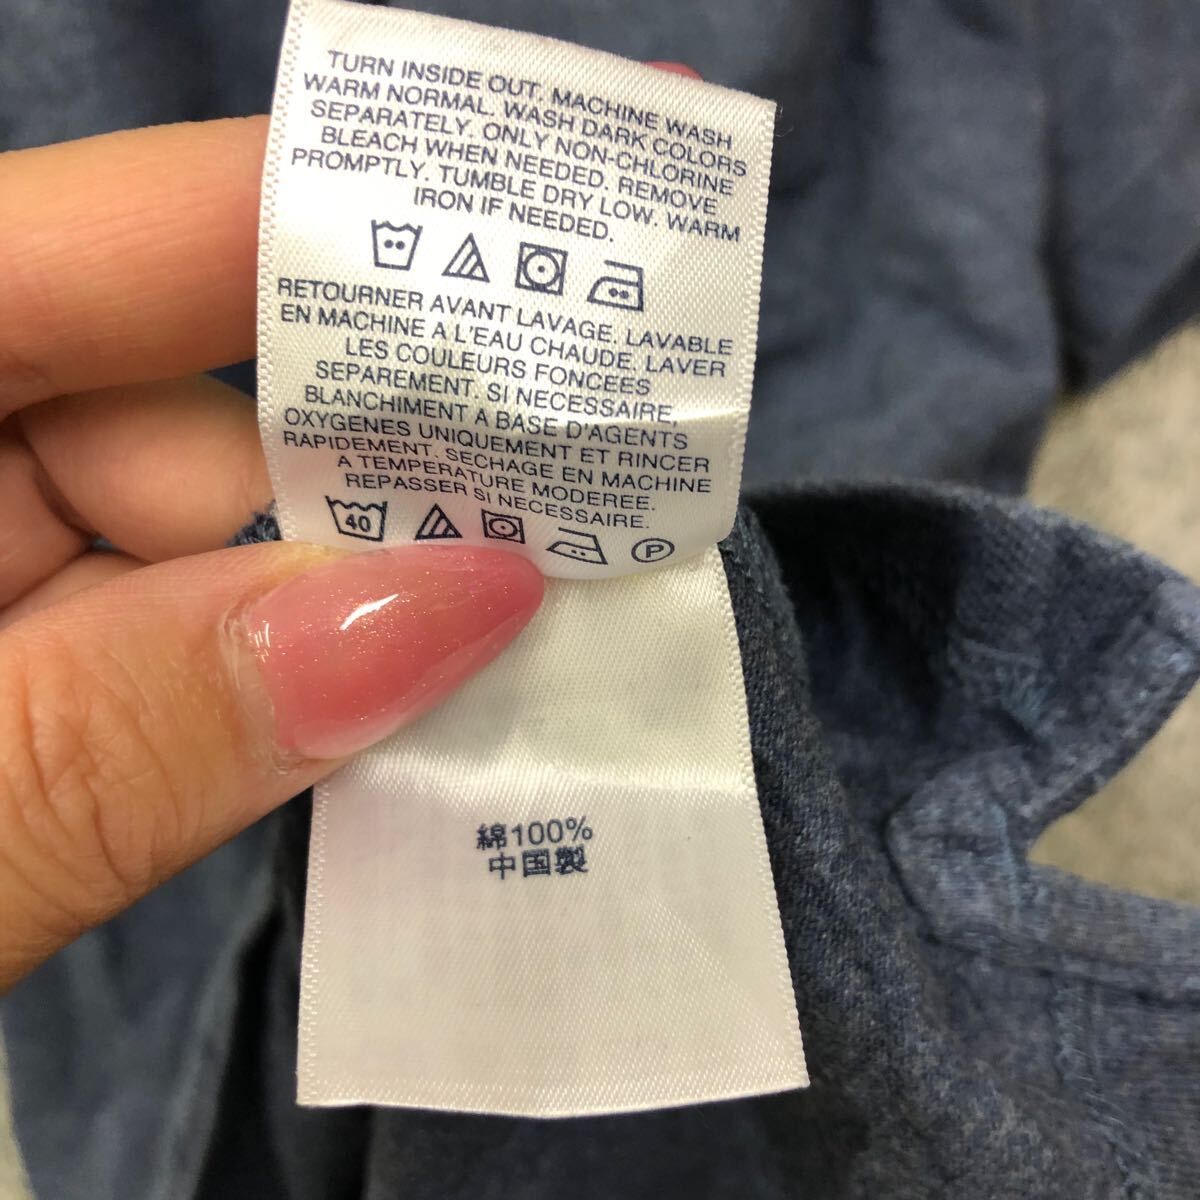 TURN INSIDE OUT. MACHINE WASH
WARM NORMAL. WASH DARK COLORS
SEPARATELY. ONLY NON-CHLORINE
BLEACH WHEN NEEDED. REMOVE
PROMPTLY. TUMBLE DRY LOW. WARM
IRON IF NEEDED.
RETOURNER AVANT LAVAGE. LAVABLE
EN MACHINE A L'EAU CHAUDE. LAVER
LES COULEURS FONCEES
SEPAREMENT. SI NECESSAIRE,
BLANCHIMENT A BASE D'AGENTS
OXYGENES UNIQUEMENT ET RINCER
RAPIDEMENT. SECHAGE EN MACHINE
A TEMPERATURE MODEREE.
REPASSER SI NECESSAIRE.
40 P
綿100%
中国製